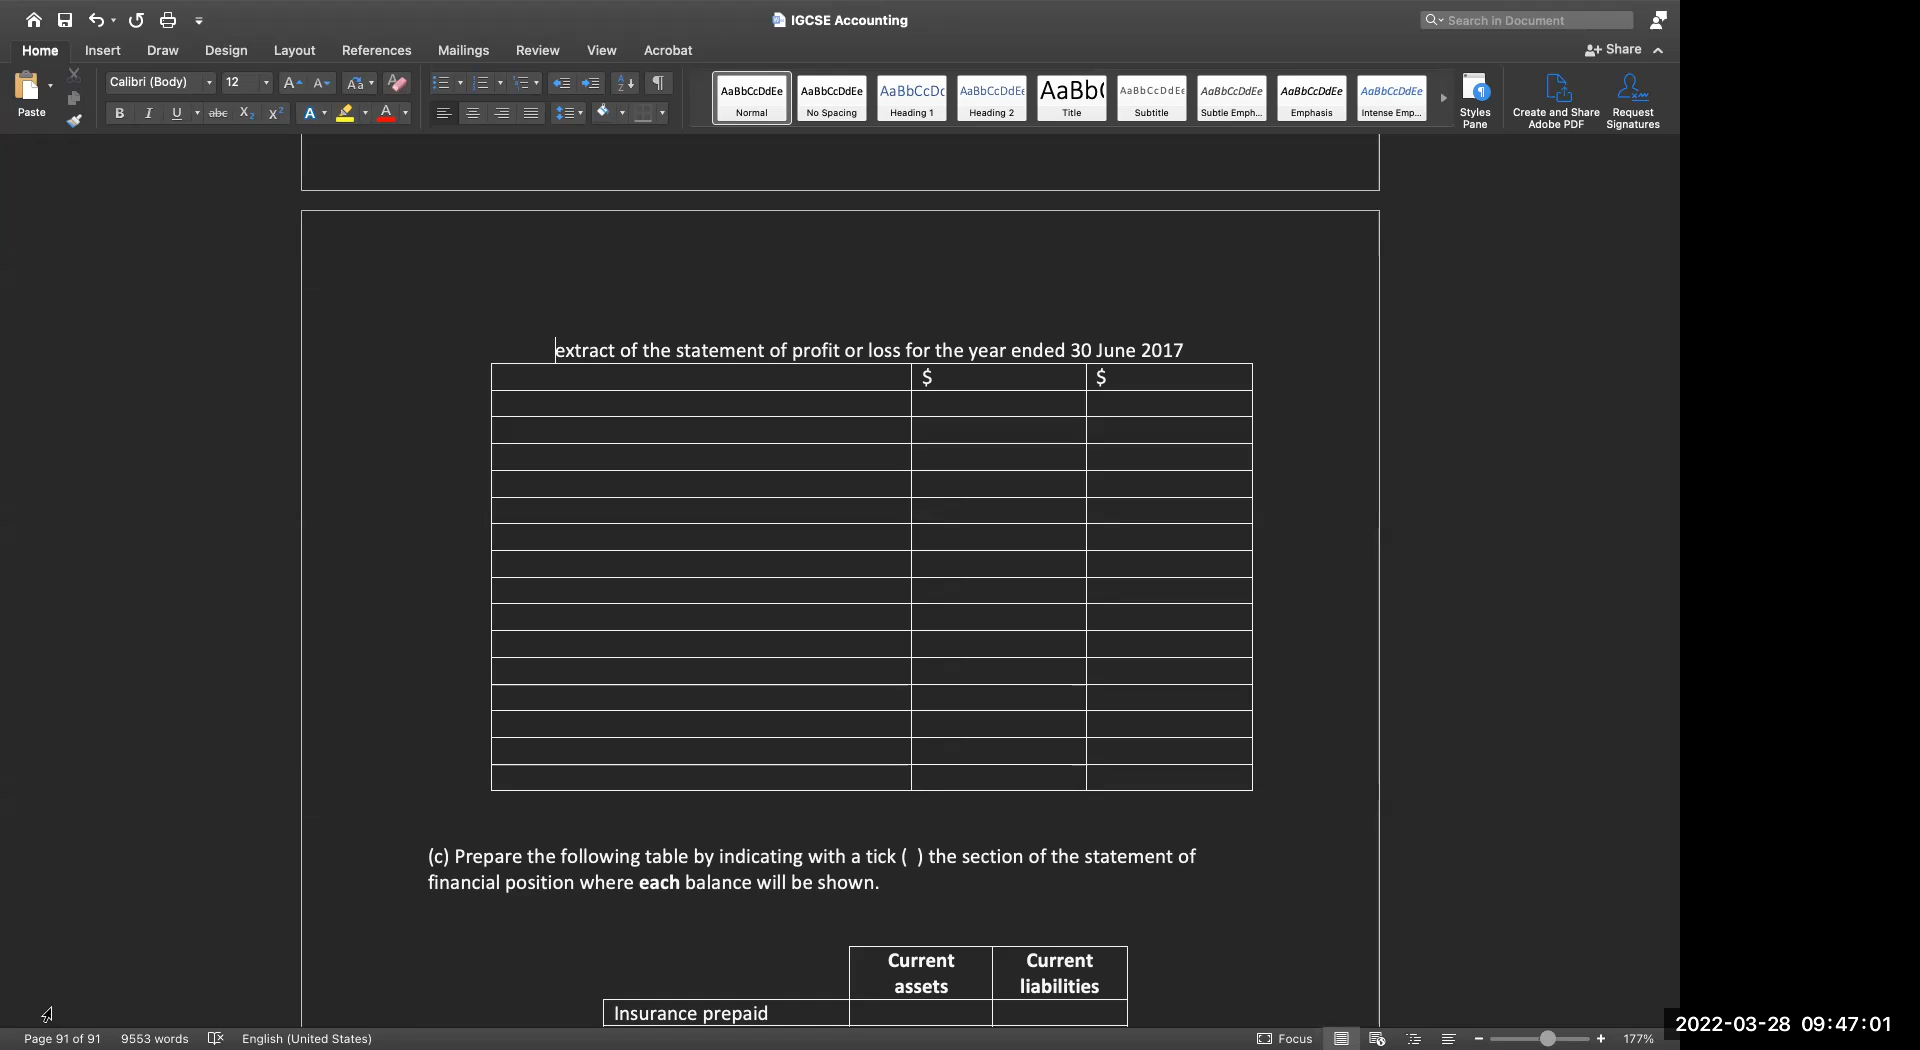 IGCSE Accounting
Search in Document
Home Insert Draw Design Layout References Mailings Review View Acrobat
Share
Paste
Calibri (Body) 12
B I U abc X2 X2 A A
AaBbCcDdEe AaBbCcDdEe AaBbCcDc AaBbCcDdEe AaBb( AaBbCcDdEe AaBbCcDdEe AaBbCcDdEe AaBbCcDdEe
Normal No Spacing Heading 1 Heading 2 Title Subtitle Subtle Emph... Emphasis Intense Emp...
Styles Pane
Create and Share Adobe PDF
Request Signatures
extract of the statement of profit or loss for the year ended 30 June 2017
$ $
(c) Prepare the following table by indicating with a tick ( ) the section of the statement of
financial position where each balance will be shown.
Current assets
Current liabilities
Insurance prepaid
Page 91 of 91 9553 words English (United States) Focus 177%
2022-03-28 09:47:01